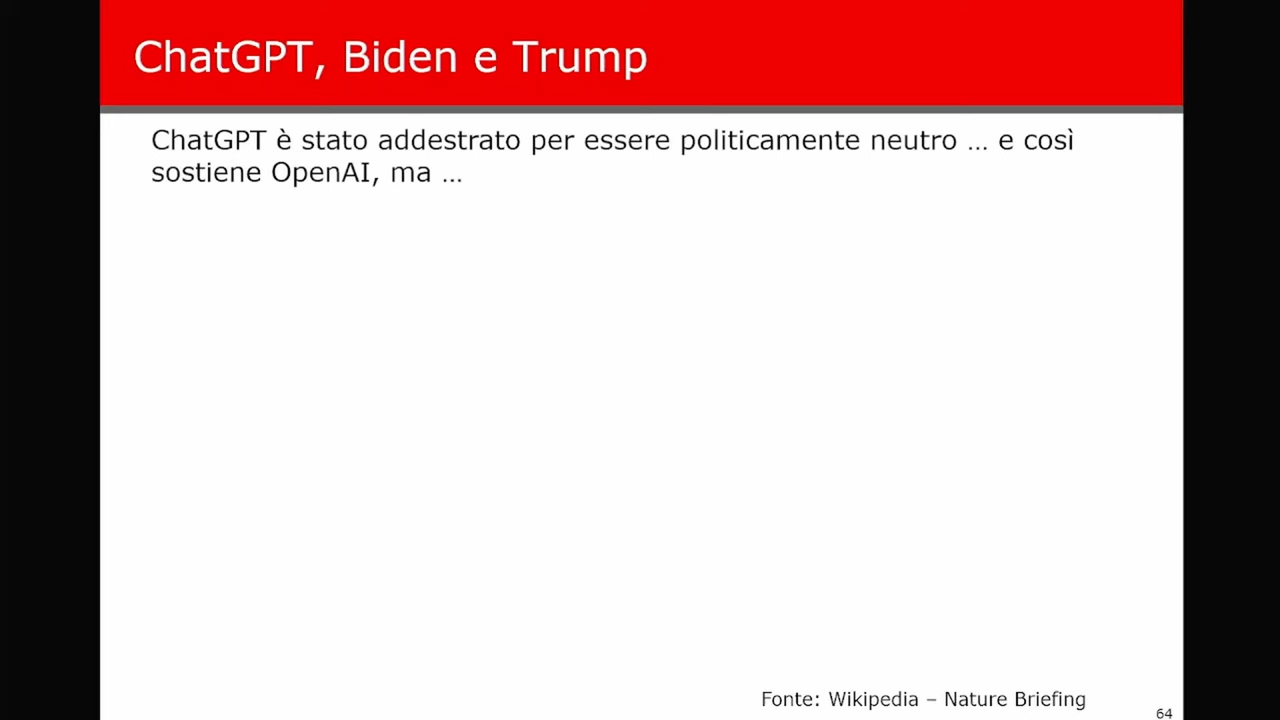 ChatGPT, Biden e Trump
ChatGPT è stato addestrato per essere politicamente neutro … e così
sostiene OpenAI, ma …
Fonte: Wikipedia – Nature Briefing
64